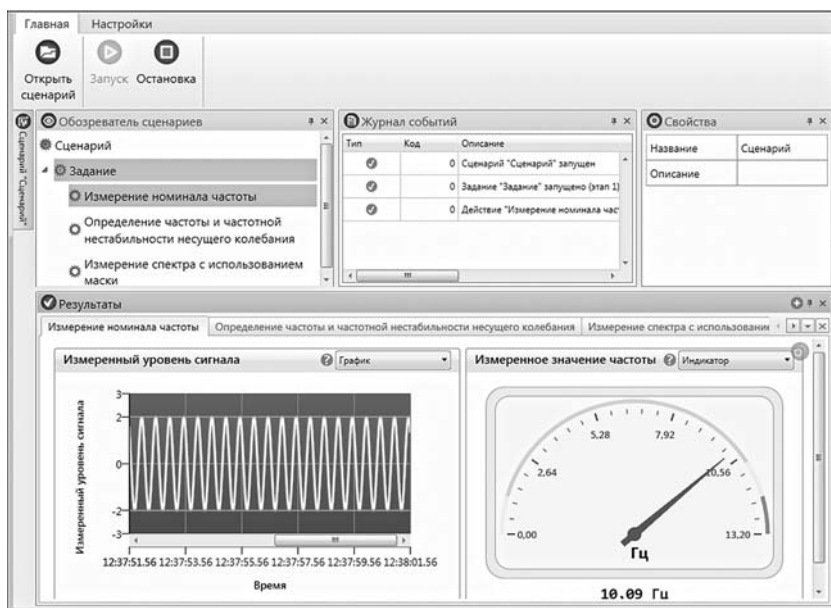 Главная Настройки
Открыть сценарий
Запуск Остановка
Сценарий "Сценарий"
Обозреватель сценариев
Сценарий
Задание
Измерение номинала частоты
Определение частоты и частотной
нестабильности несущего колебания
Измерение спектра с использованием
маски
Журнал событий
Тип Код Описание
0 Сценарий "Сценарий" запущен
0 Задание "Задание" запущено (этап 1)
0 Действие "Измерение номинала час
Свойства
Название Сценарий
Описание
Результаты
Измерение номинала частоты Определение частоты и частотной нестабильности несущего колебания Измерение спектра с использовани
Измеренный уровень сигнала График
Измеренный уровень сигнала
3
2
0
-2
-3
12:37:51.56 12:37:53.56 12:37:55.56 12:37:57.56 12:37:59.56 12:38:01.56
Время
Измеренное значение частоты Индикатор
0,00
2,64
5,28
7,92
10,56
13,20
Гц
10.09 Гц